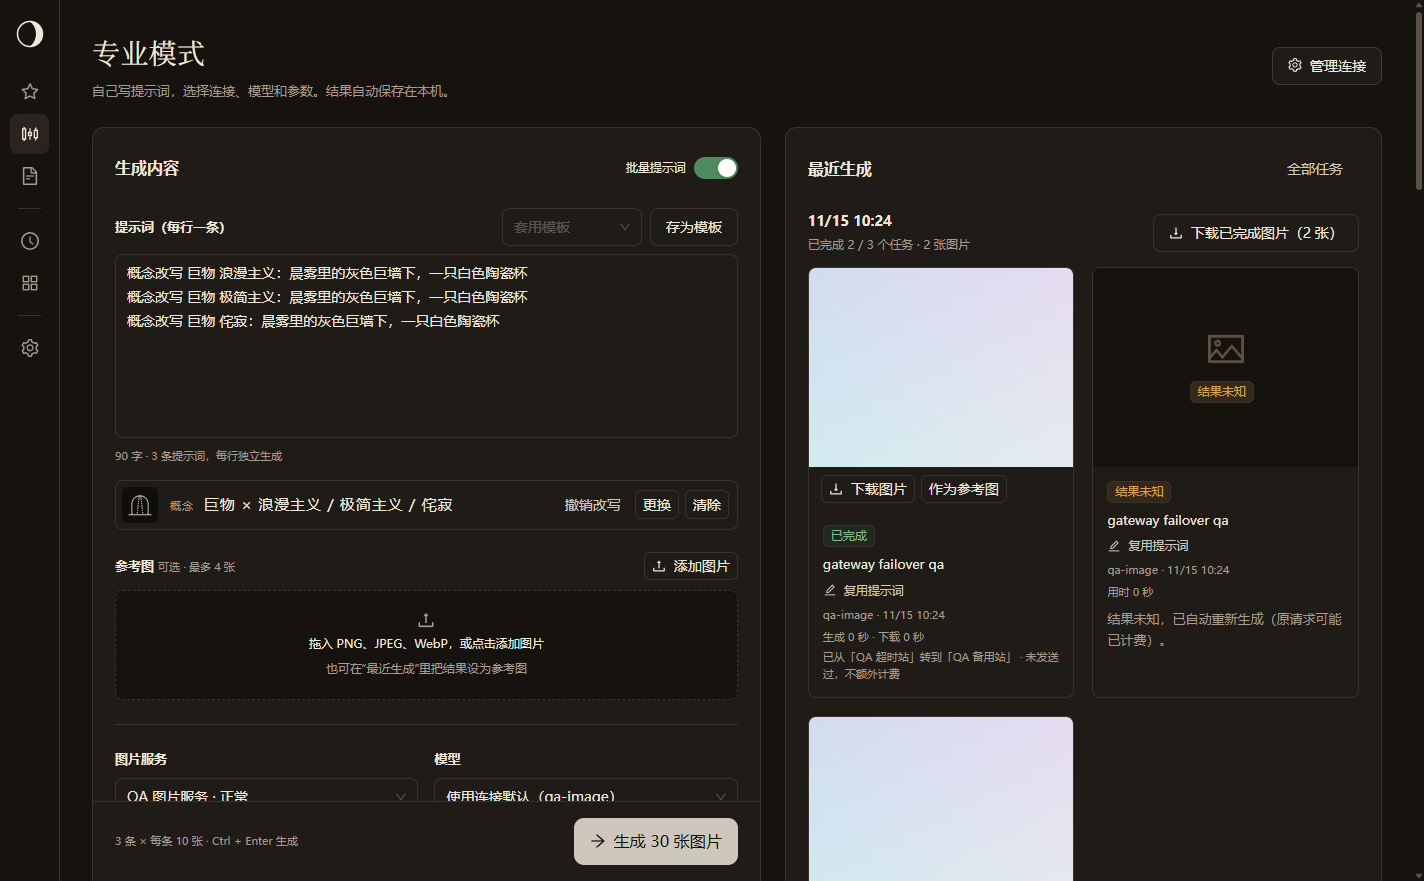 专业模式
自己写提示词，选择连接、模型和参数。结果自动保存在本机。
管理连接
生成内容
批量提示词
提示词（每行一条）
套用模板
存为模板
概念改写 巨物 浪漫主义：晨雾里的灰色巨墙下，一只白色陶瓷杯
概念改写 巨物 极简主义：晨雾里的灰色巨墙下，一只白色陶瓷杯
概念改写 巨物 侘寂：晨雾里的灰色巨墙下，一只白色陶瓷杯
90 字 · 3 条提示词，每行独立生成
概念 巨物 × 浪漫主义 / 极简主义 / 侘寂
撤销改写
更换
清除
参考图 可选 · 最多 4 张
添加图片
拖入 PNG、JPEG、WebP，或点击添加图片
也可在“最近生成”里把结果设为参考图
图片服务
模型
QA 图片服务 · 正常
使用连接默认（qa-image）
3 条 × 每条 10 张 · Ctrl + Enter 生成
生成 30 张图片
最近生成
全部任务
11/15 10:24
已完成 2 / 3 个任务 · 2 张图片
下载已完成图片（2 张）
下载图片
作为参考图
已完成
gateway failover qa
复用提示词
qa-image · 11/15 10:24
生成 0 秒 · 下载 0 秒
已从「QA 超时站」转到「QA 备用站」 · 未发送
过，不额外计费
结果未知
结果未知
gateway failover qa
复用提示词
qa-image · 11/15 10:24
用时 0 秒
结果未知，已自动重新生成（原请求可能
已计费）。